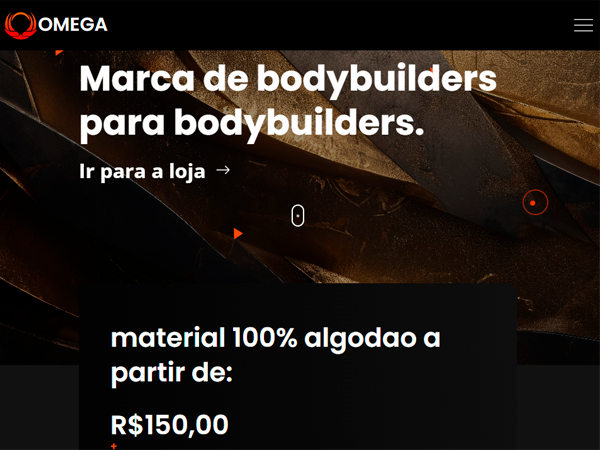 OMEGA
Marca de bodybuilders
para bodybuilders.
Ir para a loja →
material 100% algodao a
partir de:
R$150,00